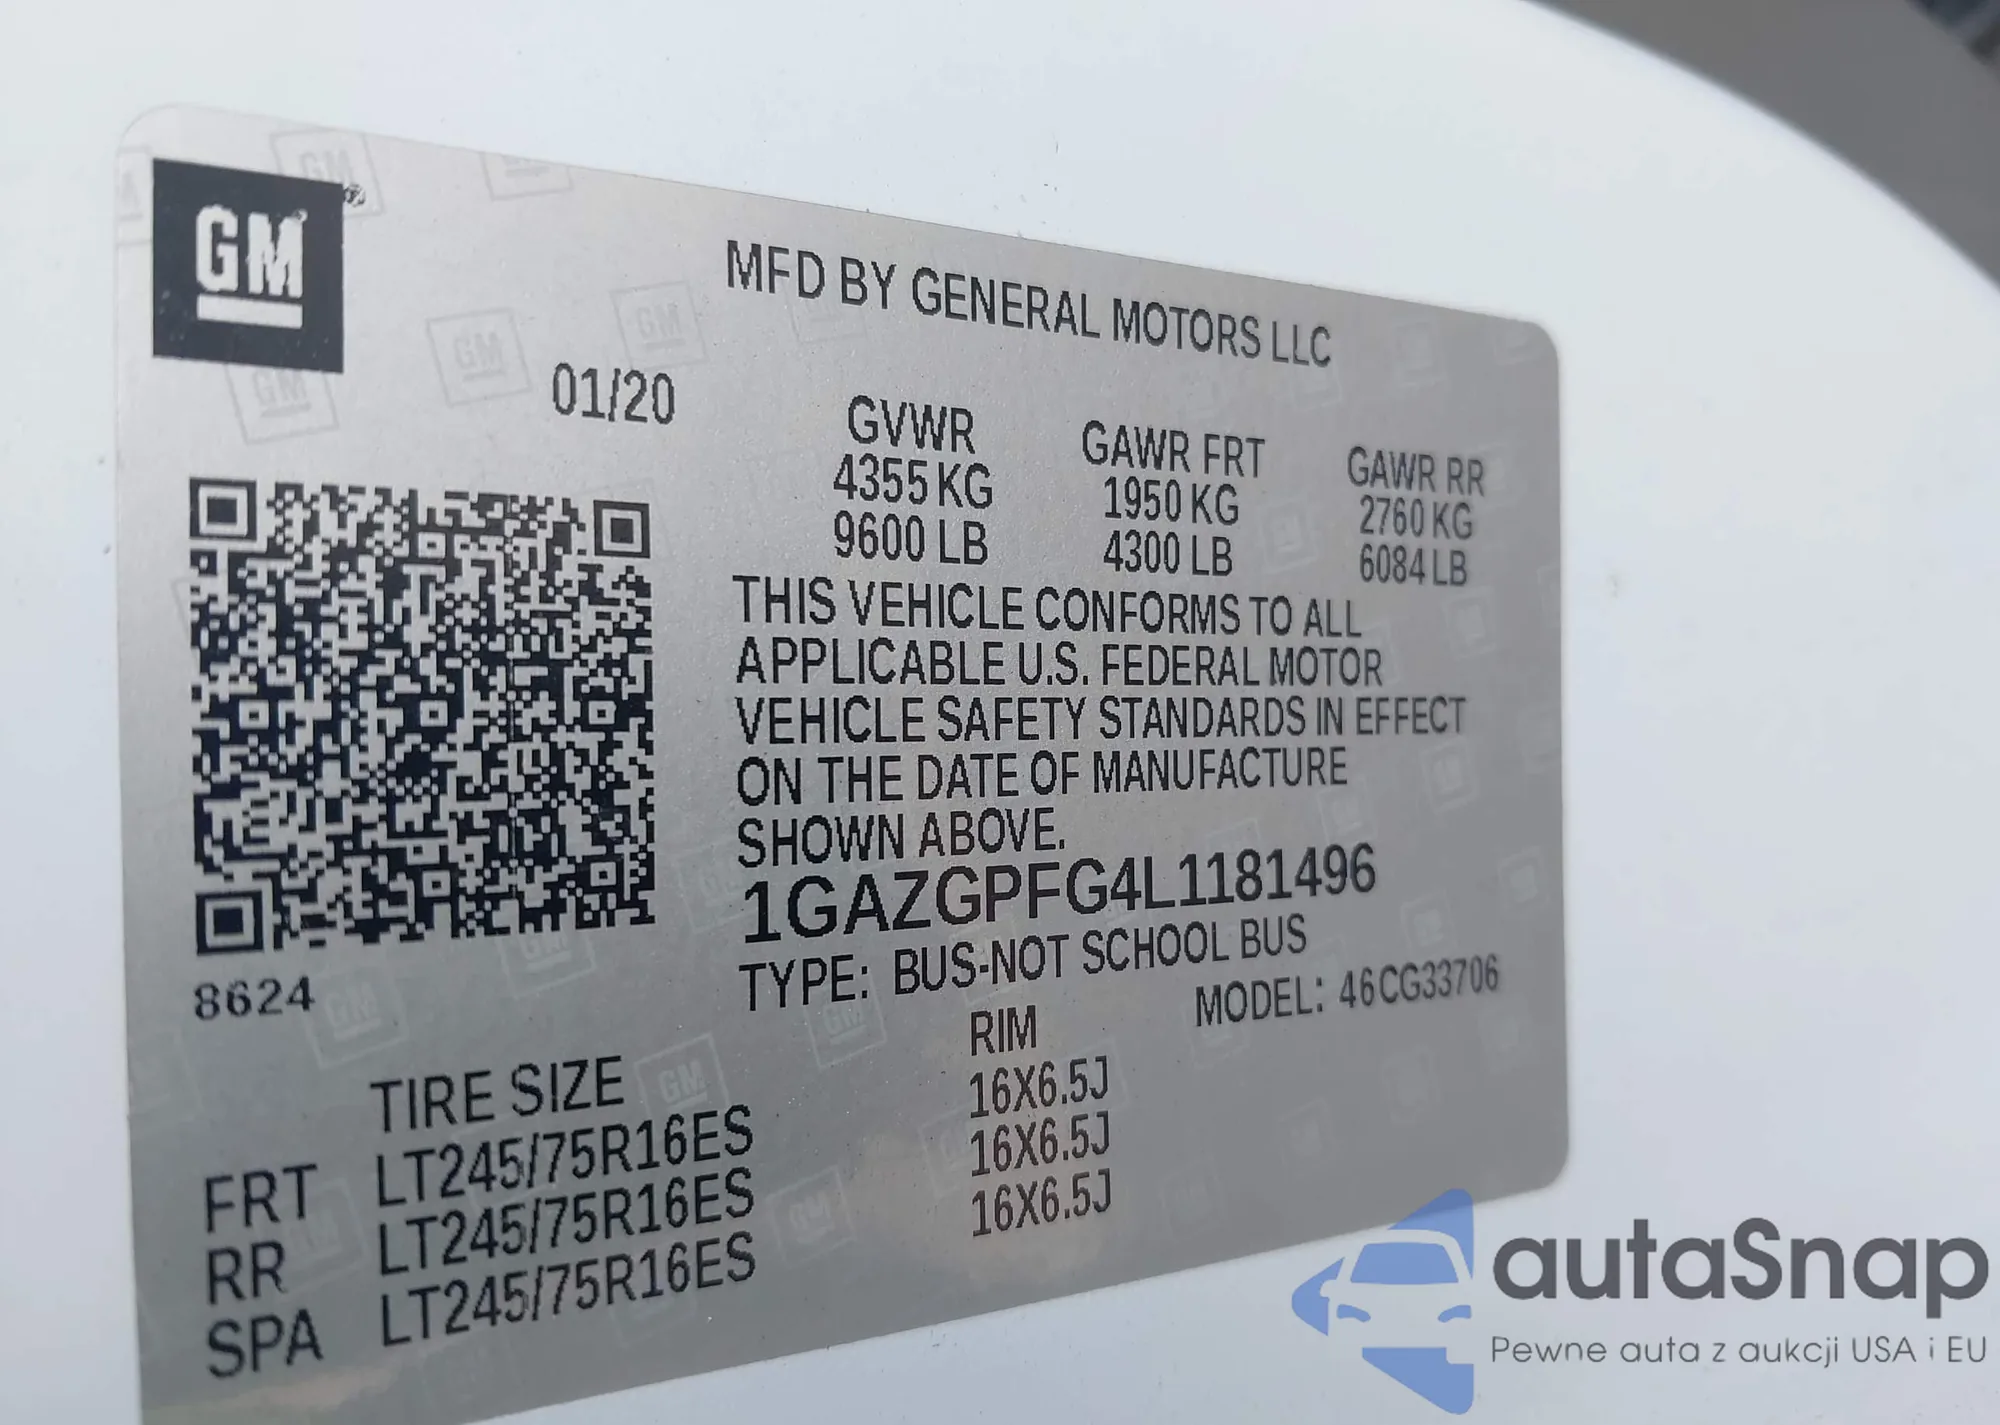 GM
MFD BY GENERAL MOTORS LLC
01/20
GVWR GAWR FRT GAWR RR
4355 KG 1950 KG 2760 KG
9600 LB 4300 LB 6084 LB
THIS VEHICLE CONFORMS TO ALL
APPLICABLE U.S. FEDERAL MOTOR
VEHICLE SAFETY STANDARDS IN EFFECT
ON THE DATE OF MANUFACTURE
SHOWN ABOVE.
1GAZGPFG4L1181496
TYPE: BUS-NOT SCHOOL BUS
8624
MODEL: 46CG33706
TIRE SIZE RIM
FRT LT245/75R16ES 16X6.5J
RR LT245/75R16ES 16X6.5J
SPA LT245/75R16ES 16X6.5J
autaSnap
Pewne auta z aukcji USA i EU